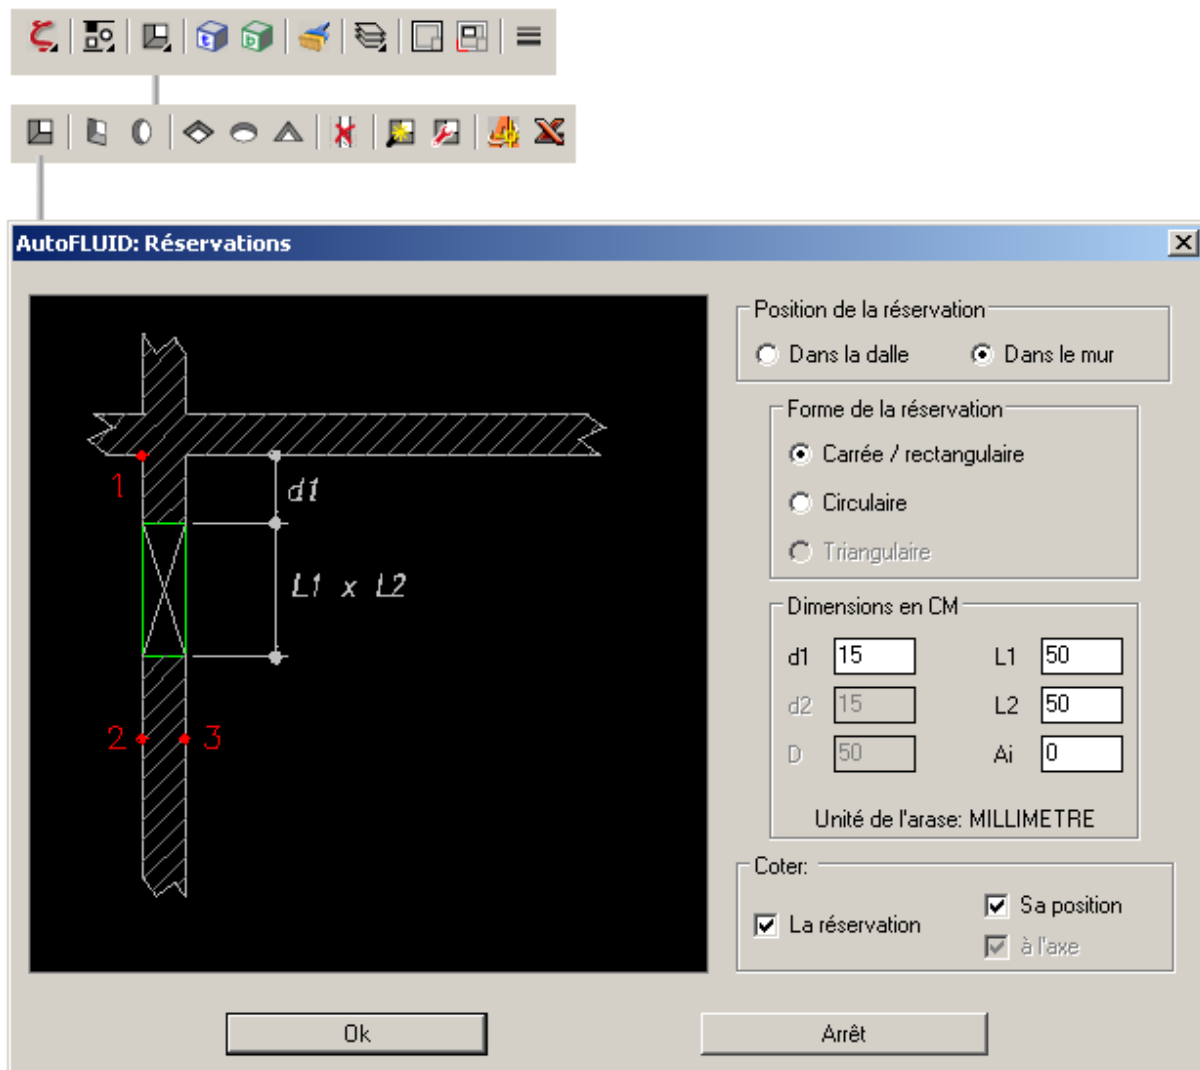 AutoFLUID: Réservations
Position de la réservation
Dans la dalle Dans le mur
Forme de la réservation
Carrée / rectangulaire
Circulaire
Triangulaire
Dimensions en CM
d1 15 L1 50
d2 15 L2 50
D 50 Ai 0
Unité de l'arase: MILLIMETRE
Coter:
La réservation
Sa position
à l'axe
1
d1
L1 x L2
2 3
Ok Arrêt